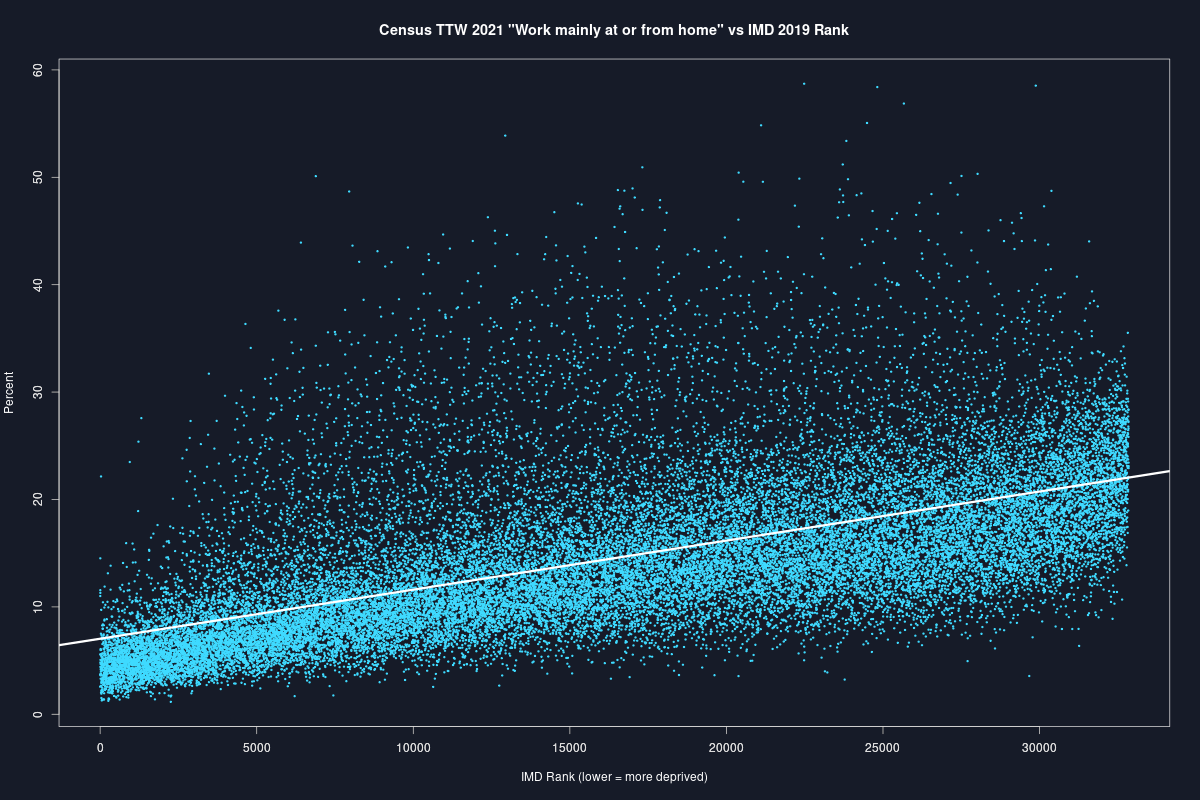 Census TTW 2021 "Work mainly at or from home" vs IMD 2019 Rank
60
50
40
30
20
10
0
Percent
0 5000 10000 15000 20000 25000 30000
IMD Rank (lower = more deprived)